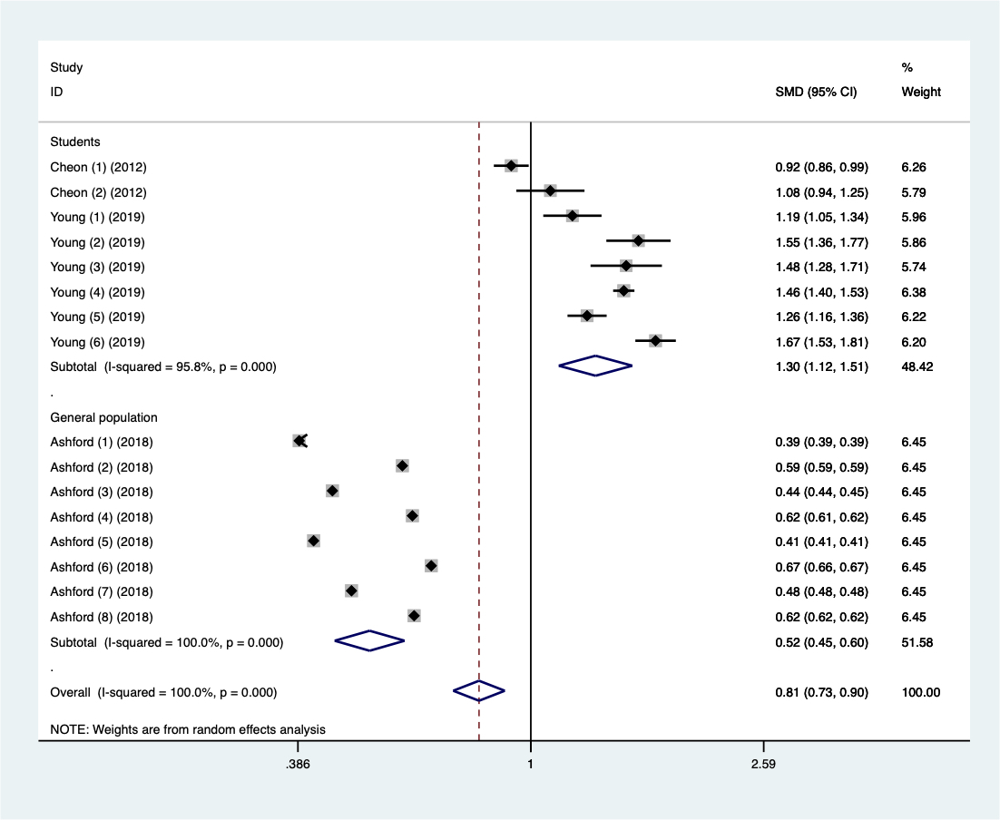 Study %
ID SMD (95% CI) Weight
Students
Cheon (1) (2012) 0.92 (0.86, 0.99) 6.26
Cheon (2) (2012) 1.08 (0.94, 1.25) 5.79
Young (1) (2019) 1.19 (1.05, 1.34) 5.96
Young (2) (2019) 1.55 (1.36, 1.77) 5.86
Young (3) (2019) 1.48 (1.28, 1.71) 5.74
Young (4) (2019) 1.46 (1.40, 1.53) 6.38
Young (5) (2019) 1.26 (1.16, 1.36) 6.22
Young (6) (2019) 1.67 (1.53, 1.81) 6.20
Subtotal (I-squared = 95.8%, p = 0.000) 1.30 (1.12, 1.51) 48.42
.
General population
Ashford (1) (2018) 0.39 (0.39, 0.39) 6.45
Ashford (2) (2018) 0.59 (0.59, 0.59) 6.45
Ashford (3) (2018) 0.44 (0.44, 0.45) 6.45
Ashford (4) (2018) 0.62 (0.61, 0.62) 6.45
Ashford (5) (2018) 0.41 (0.41, 0.41) 6.45
Ashford (6) (2018) 0.67 (0.66, 0.67) 6.45
Ashford (7) (2018) 0.48 (0.48, 0.48) 6.45
Ashford (8) (2018) 0.62 (0.62, 0.62) 6.45
Subtotal (I-squared = 100.0%, p = 0.000) 0.52 (0.45, 0.60) 51.58
.
Overall (I-squared = 100.0%, p = 0.000) 0.81 (0.73, 0.90) 100.00
NOTE: Weights are from random effects analysis
.386 1 2.59